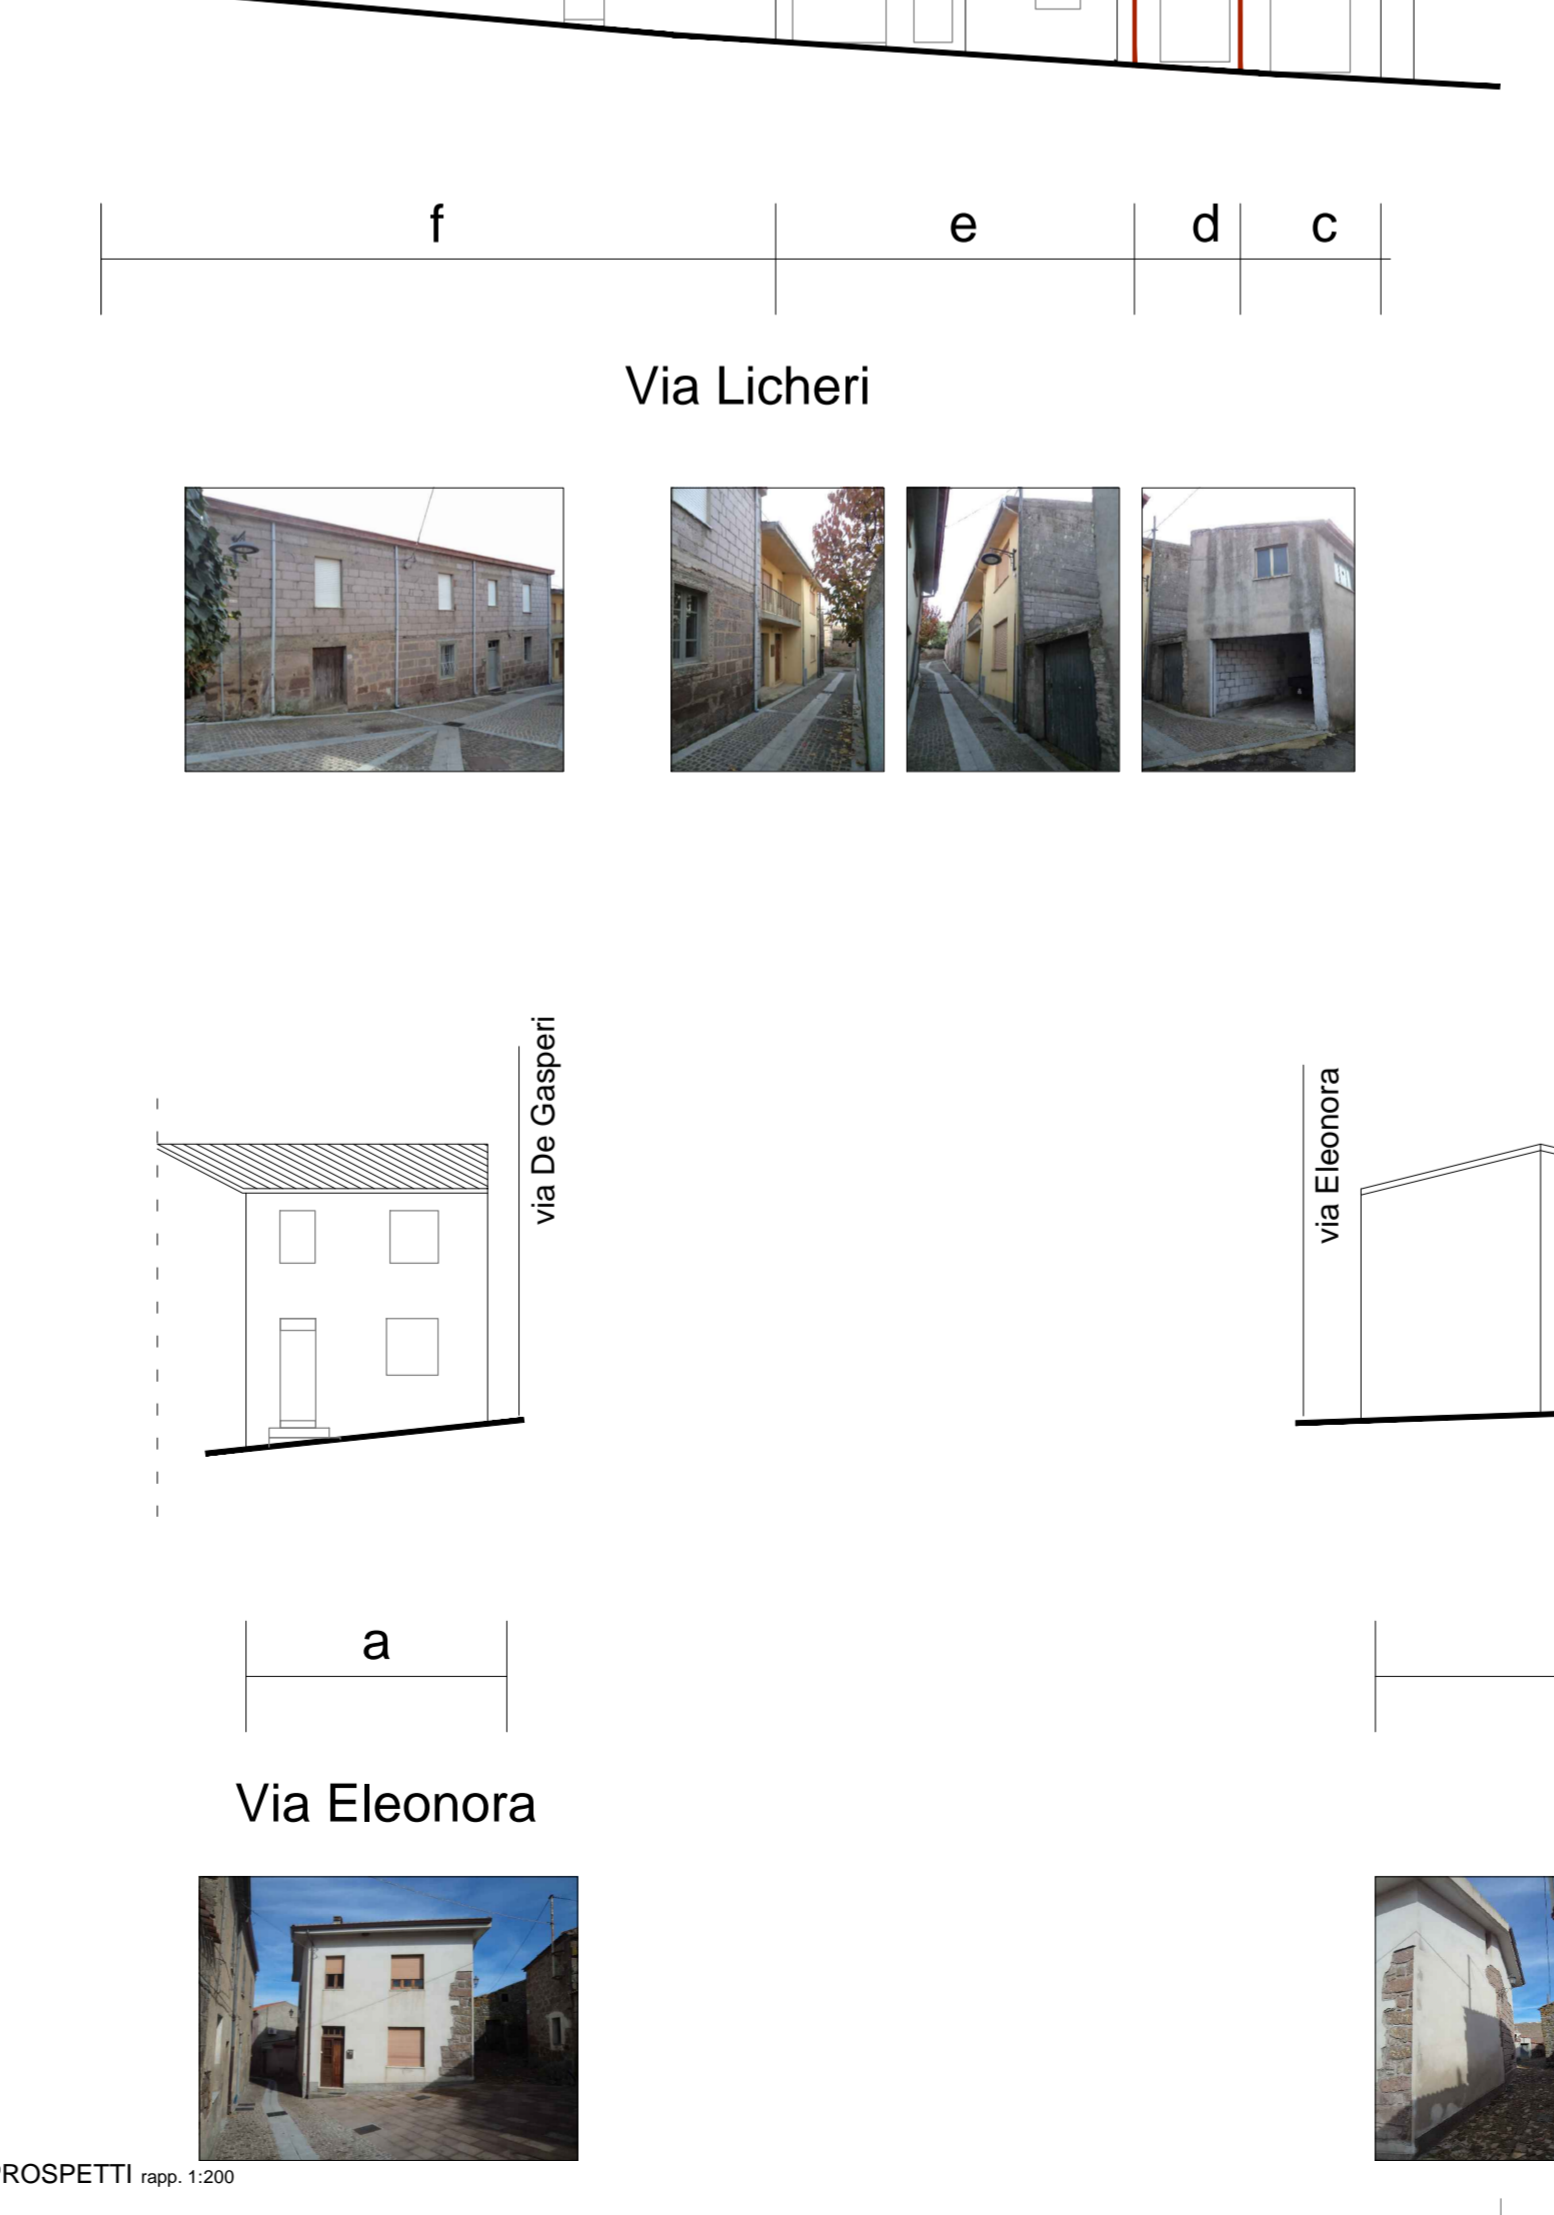 f e d c
Via Licheri
via De Gasperi
via Eleonora
a
Via Eleonora
ROSPETTI rapp. 1:200